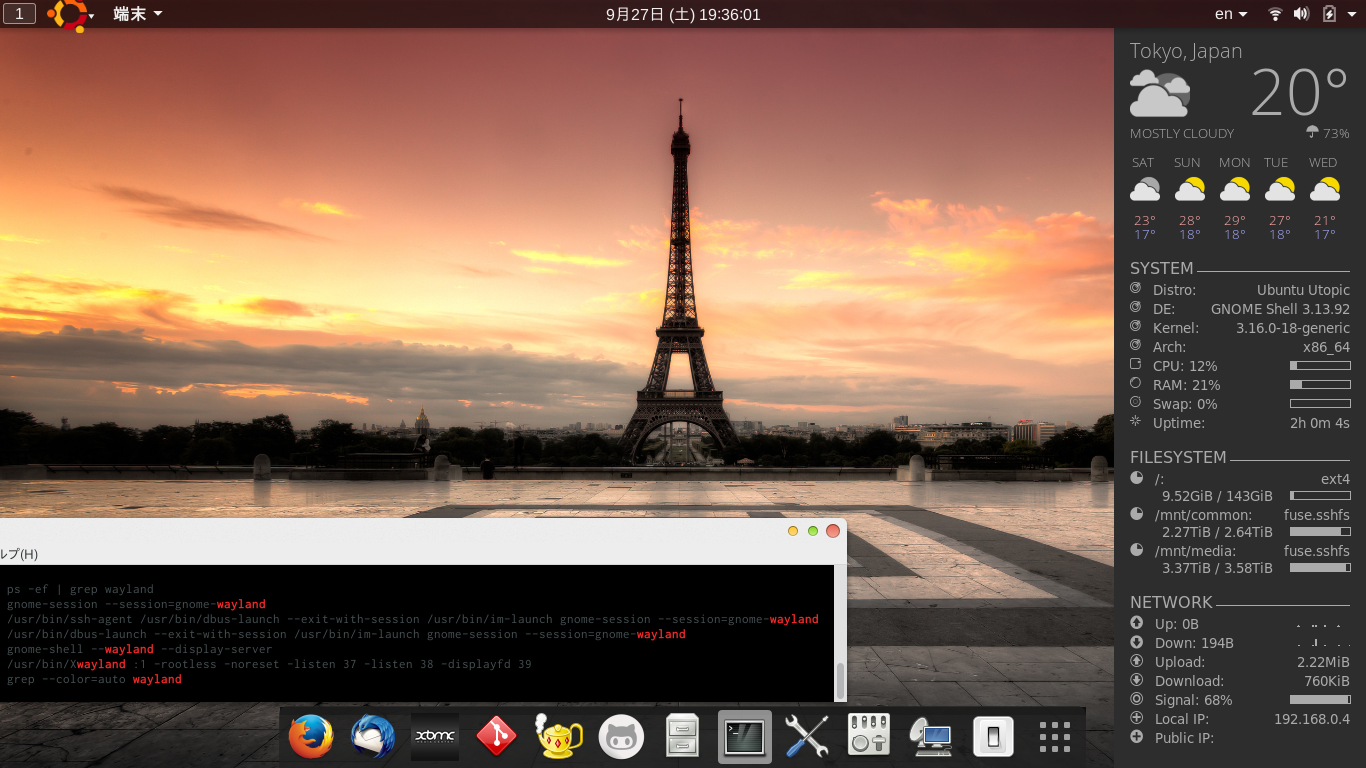 1
端末
9月27日 (土) 19:36:01
en
Tokyo, Japan
20°
MOSTLY CLOUDY 73%
SAT SUN MON TUE WED
23° 28° 29° 27° 21°
17° 18° 18° 18° 17°
SYSTEM
Distro: Ubuntu Utopic
DE: GNOME Shell 3.13.92
Kernel: 3.16.0-18-generic
Arch: x86_64
CPU: 12%
RAM: 21%
Swap: 0%
Uptime: 2h 0m 4s
FILESYSTEM
/: ext4
9.52GiB / 143GiB
/mnt/common: fuse.sshfs
2.27TiB / 2.64TiB
/mnt/media: fuse.sshfs
3.37TiB / 3.58TiB
NETWORK
Up: 0B
Down: 194B
Upload: 2.22MiB
Download: 760KiB
Signal: 68%
Local IP: 192.168.0.4
Public IP:
ルプ(H)
ps -ef | grep wayland
gnome-session --session=gnome-wayland
/usr/bin/ssh-agent /usr/bin/dbus-launch --exit-with-session /usr/bin/im-launch gnome-session --session=gnome-wayland
/usr/bin/dbus-launch --exit-with-session /usr/bin/im-launch gnome-session --session=gnome-wayland
gnome-shell --wayland --display-server
/usr/bin/Xwayland :1 -rootless -noreset -listen 37 -listen 38 -displayfd 39
grep --color=auto wayland
xbmc